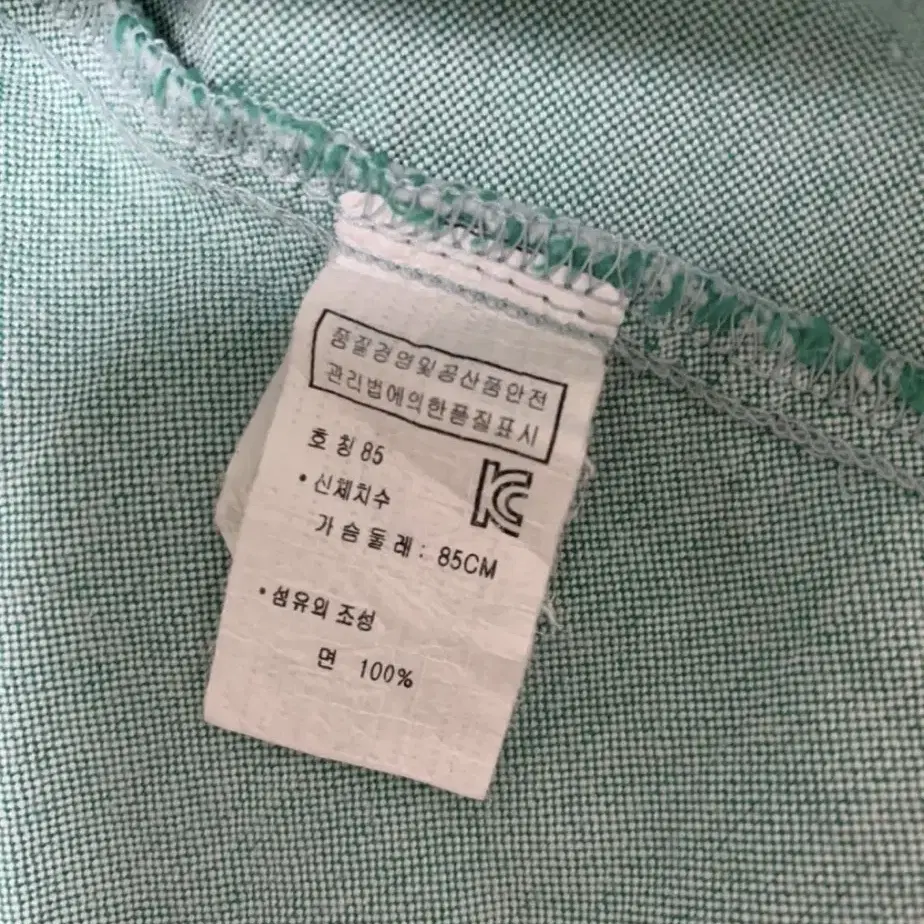 품질경영및공산품안전
관리법에의한품질표시
호칭 85
KC
• 신체치수
가슴둘레 : 85CM
• 섬유의 조성
면 100%